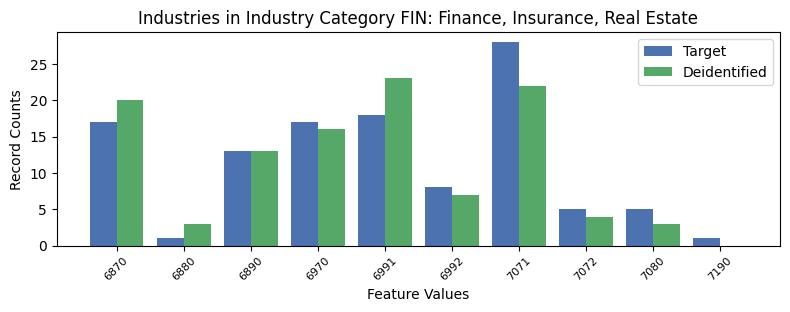 Industries in Industry Category FIN: Finance, Insurance, Real Estate
Target
Deidentified
Record Counts
25
20
15
10
5
0
6870 6880 6890 6970 6991 6992 7071 7072 7080 7190
Feature Values